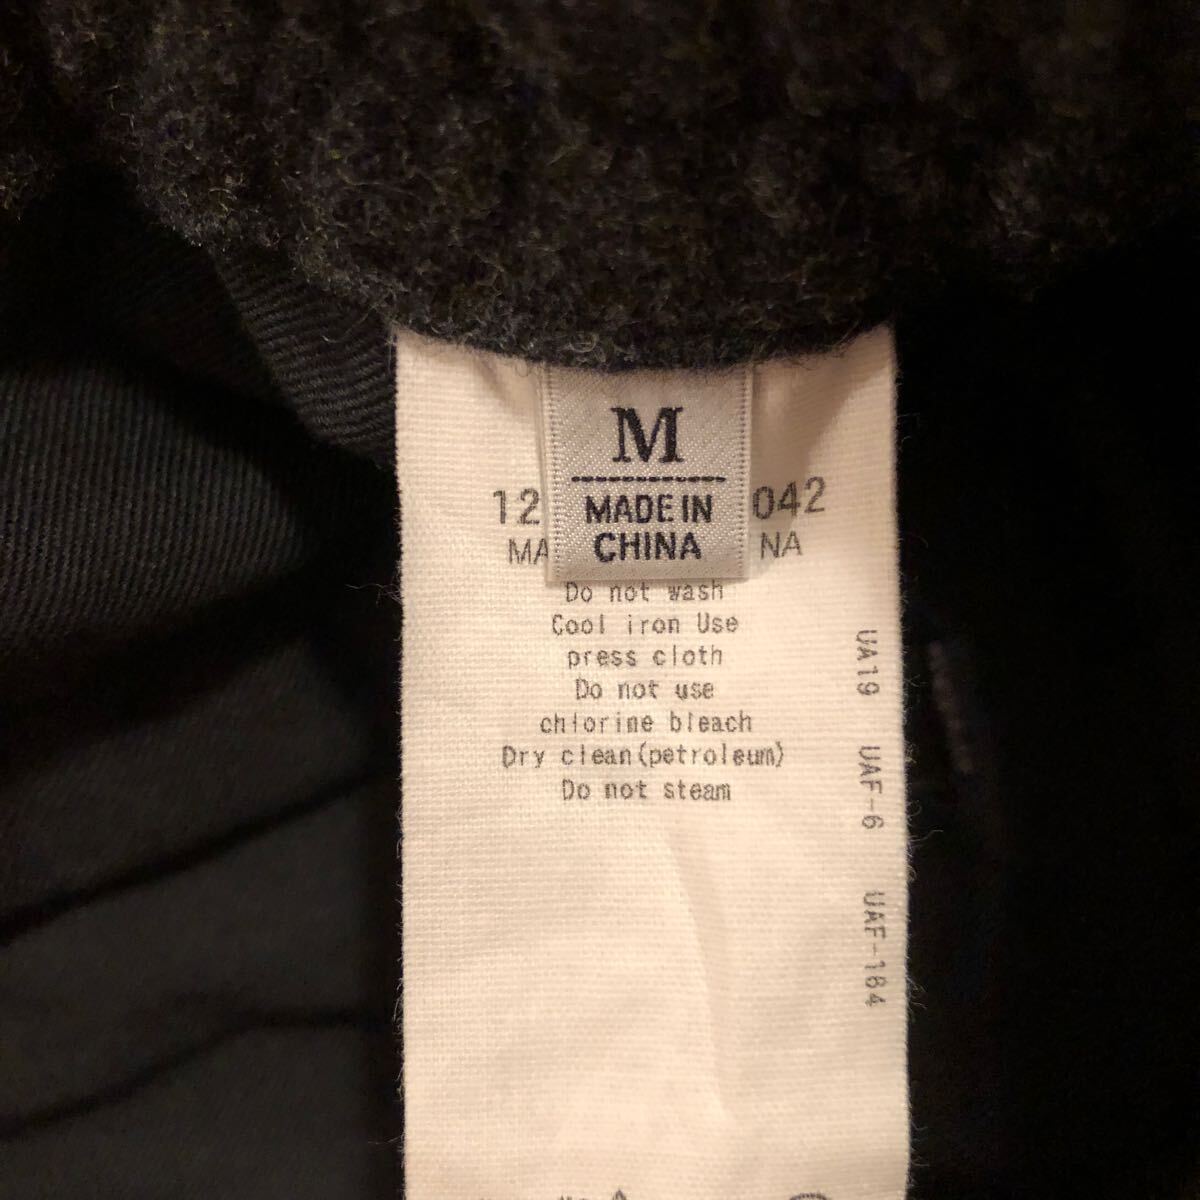 M
MADE IN
CHINA
12 042
MA NA
Do not wash
Cool iron Use
press cloth
Do not use
chlorine bleach
Dry clean(petroleum)
Do not steam
UA19 UAF-6 UAF-164